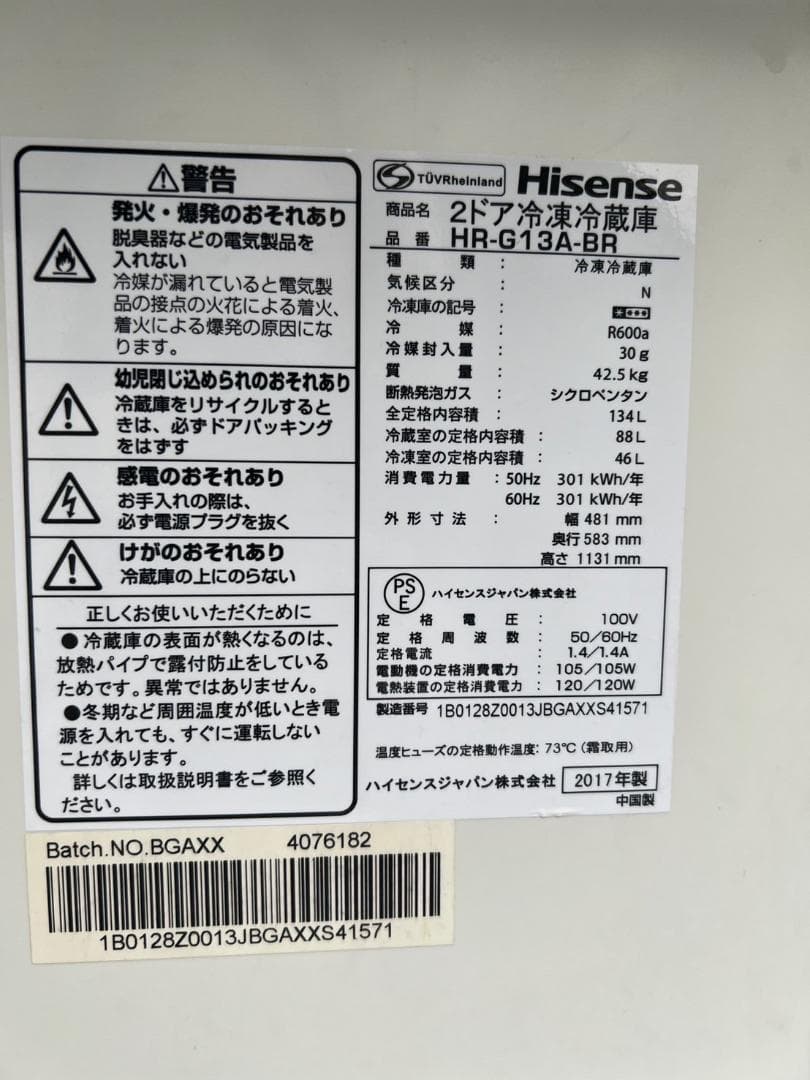 警告
発火・爆発のおそれあり
脱臭器などの電気製品を
入れない
冷媒が漏れていると電気製
品の接点の火花による着火、
着火による爆発の原因にな
ります。
幼児閉じ込められのおそれあり
冷蔵庫をリサイクルすると
きは、必ずドアパッキング
をはずす
感電のおそれあり
お手入れの際は、
必ず電源プラグを抜く
けがのおそれあり
冷蔵庫の上にのらない
正しくお使いいただくために
●冷蔵庫の表面が熱くなるのは、
放熱パイプで露付防止をしている
ためです。異常ではありません。
●冬期など周囲温度が低いとき電
源を入れても、すぐに運転しない
ことがあります。
詳しくは取扱説明書をご参照く
ださい。
TÜVRheinland Hisense
商品名 2ドア冷凍冷蔵庫
品番 HR-G13A-BR
種類 : 冷凍冷蔵庫
気候区分 : N
冷凍庫の記号 :
冷媒 : R600a
冷媒封入量 : 30g
質量 : 42.5kg
断熱発泡ガス : シクロペンタン
全定格内容積 : 134L
冷蔵室の定格内容積 : 88L
冷凍室の定格内容積 : 46L
消費電力量 : 50Hz 301 kWh/年
60Hz 301 kWh/年
外形寸法 : 幅 481 mm
奥行 583 mm
高さ 1131 mm
PSE ハイセンスジャパン株式会社
定格電圧 : 100V
定格周波数 : 50/60Hz
定格電流 : 1.4/1.4A
電動機の定格消費電力 : 105/105W
電熱装置の定格消費電力 : 120/120W
製造番号 1B0128Z0013JBGAXXS41571
温度ヒューズの定格動作温度: 73℃(霜取用)
ハイセンスジャパン株式会社 2017年製
中国製
Batch.NO.BGAXX 4076182
1B0128Z0013JBGAXXS41571